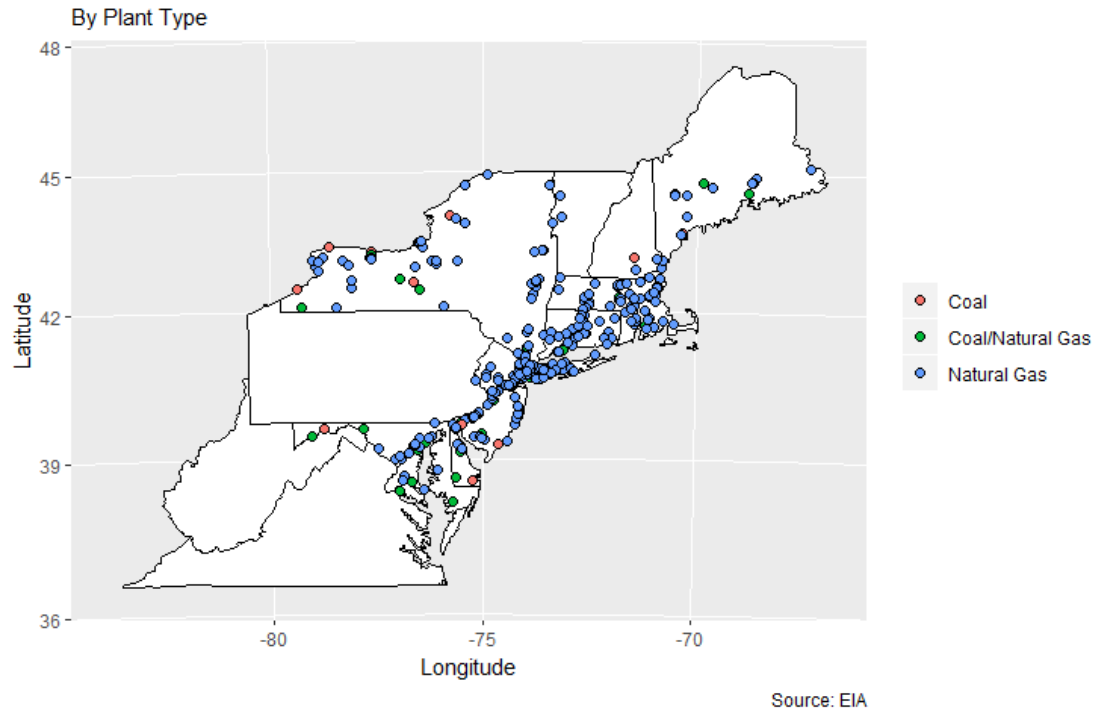 By Plant Type
48
45
42
39
36
Latitude
-80
-75
-70
Longitude
Coal
Coal/Natural Gas
Natural Gas
Source: EIA